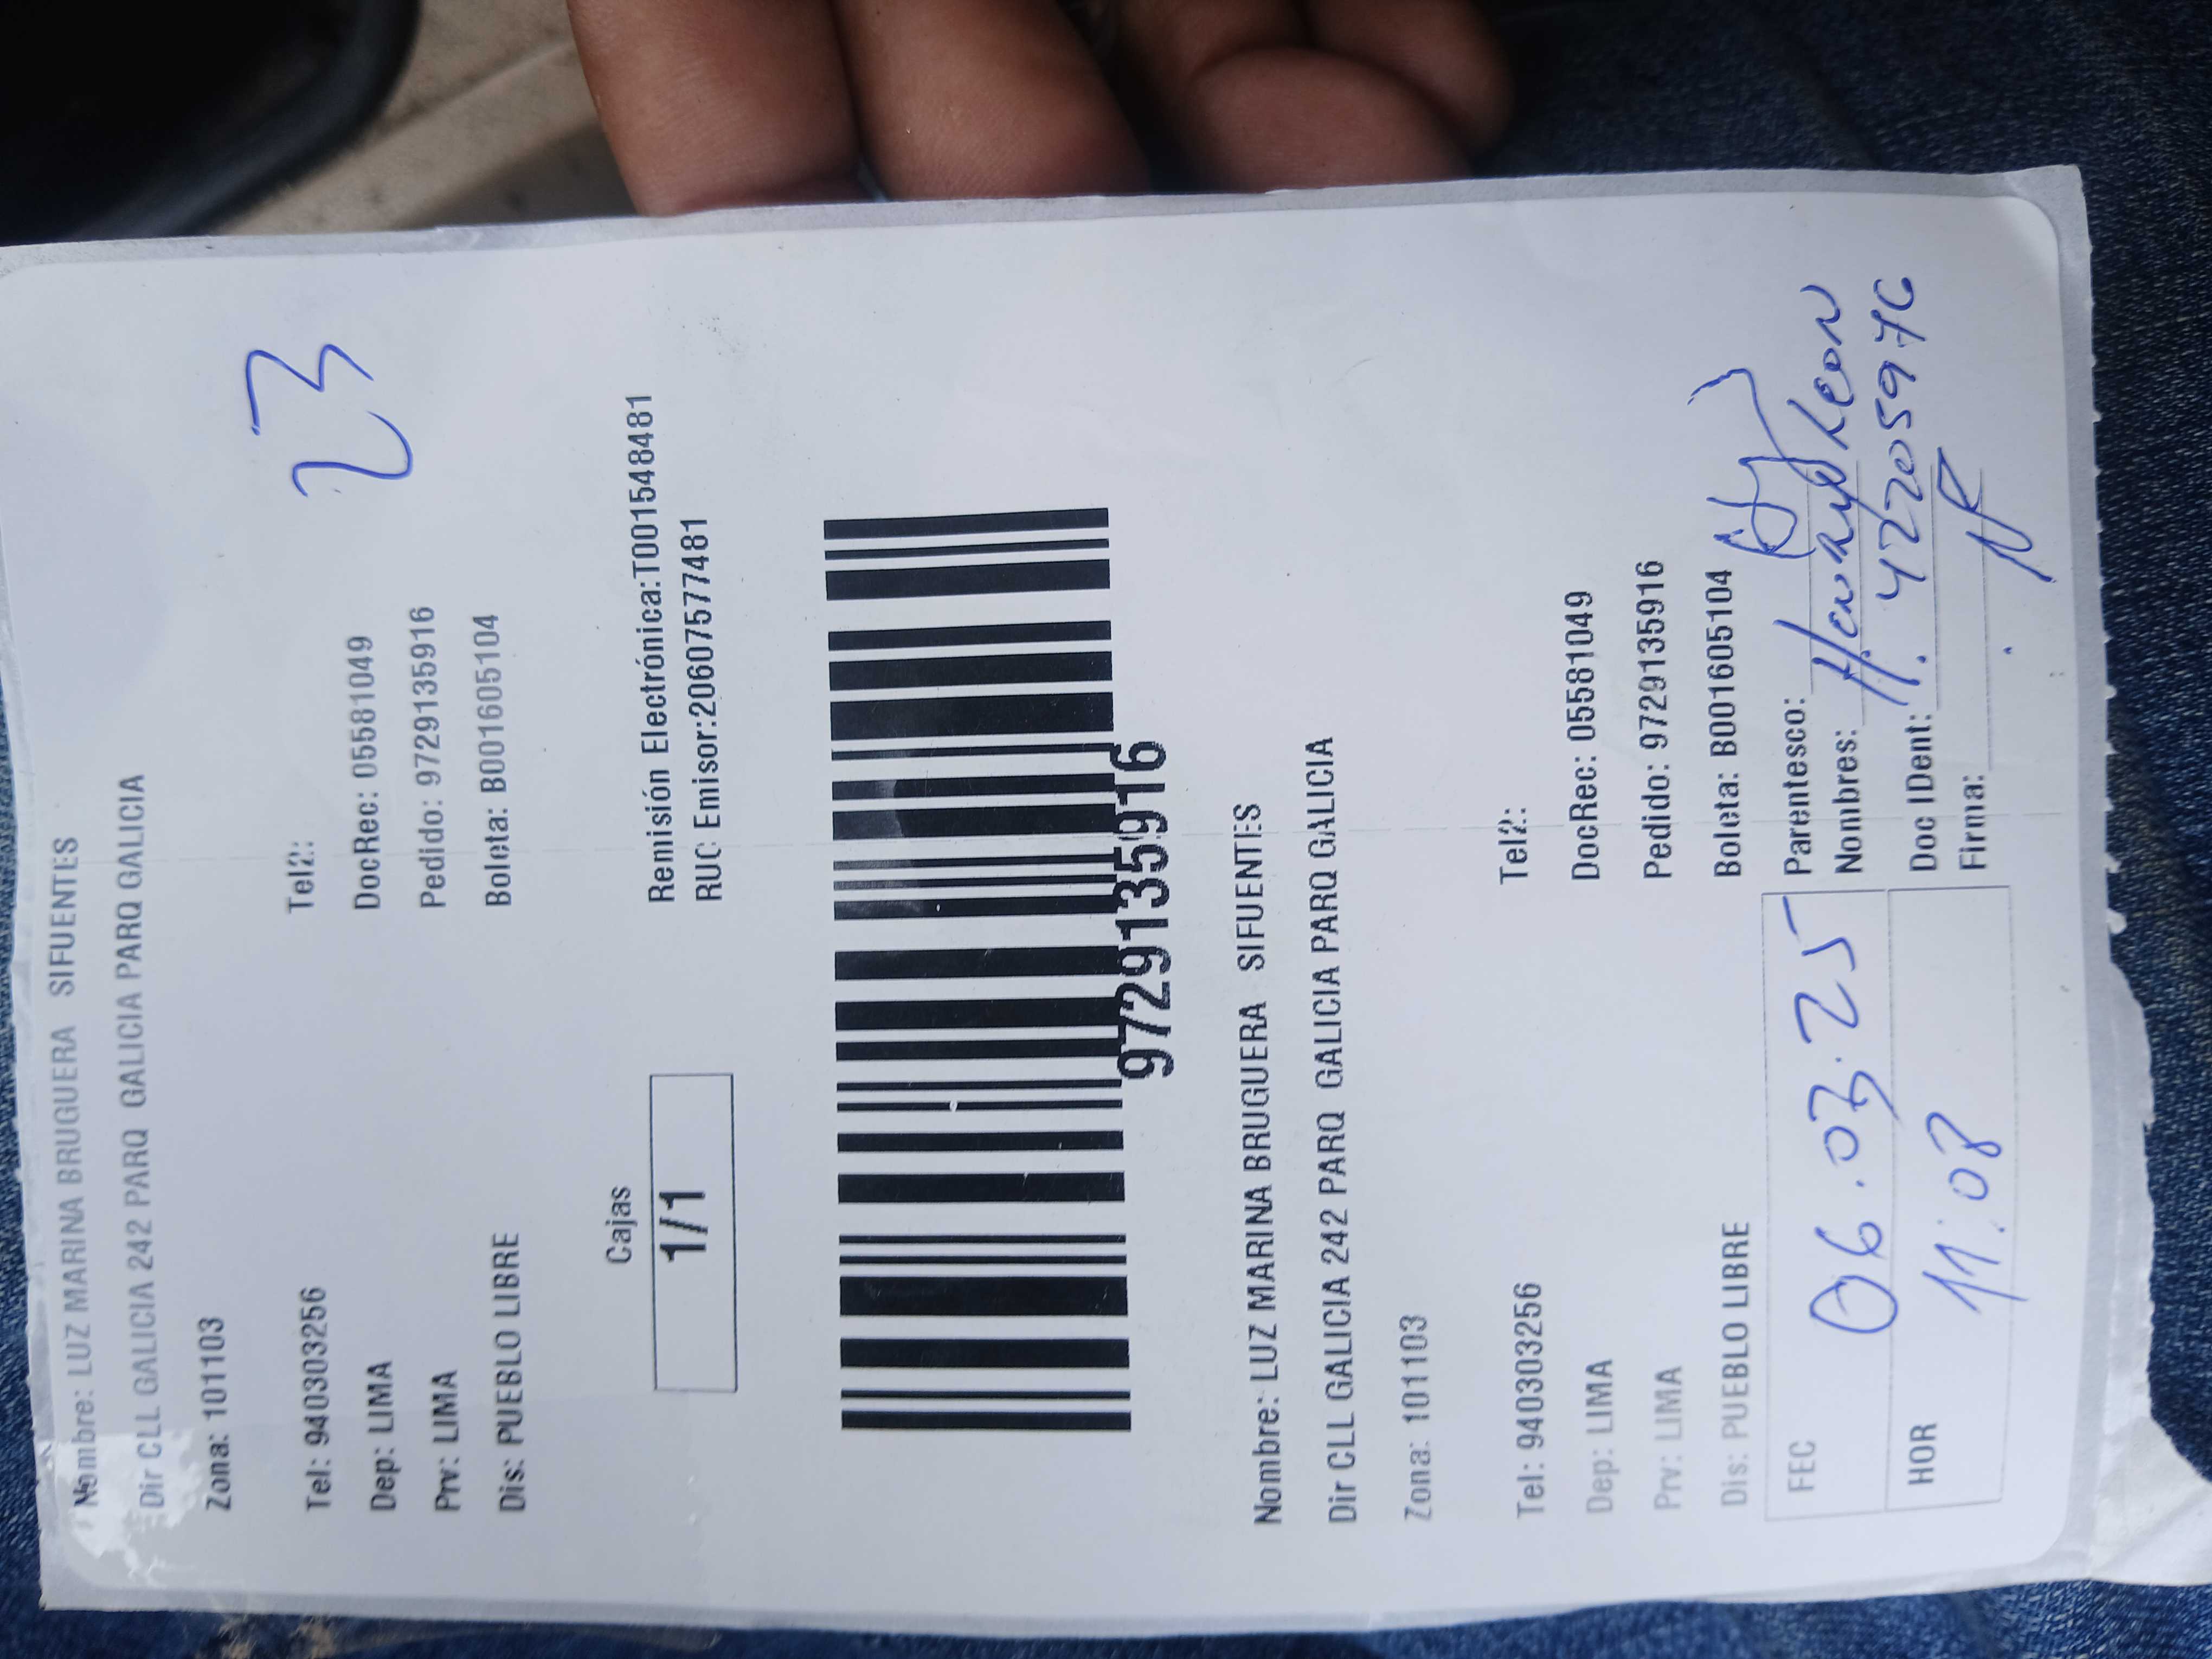 Nombre: LUZ MARINA BRUGUERA SIFUENTES
Dir CLL GALICIA 242 PARQ GALICIA PARQ GALICIA
Zona: 101103
23
Tel: 940303256 Tel2:
Dep: LIMA DocRec: 05581049
Prv: LIMA Pedido: 9729135916
Dis: PUEBLO LIBRE Boleta: B001605104
Cajas
1/1
Remisión Electrónica:T001548481
RUC Emisor:20607577481
9729135916
Nombre: LUZ MARINA BRUGUERA SIFUENTES
Dir CLL GALICIA 242 PARQ GALICIA PARQ GALICIA
Zona: 101103
Tel: 940303256 Tel2:
Dep: LIMA DocRec: 05581049
Prv: LIMA Pedido: 9729135916
Dis: PUEBLO LIBRE Boleta: B001605104
FEC 06.03.25 Parentesco:
Nombres: Leon
HOR 11:08 Doc IDent:
Firma: